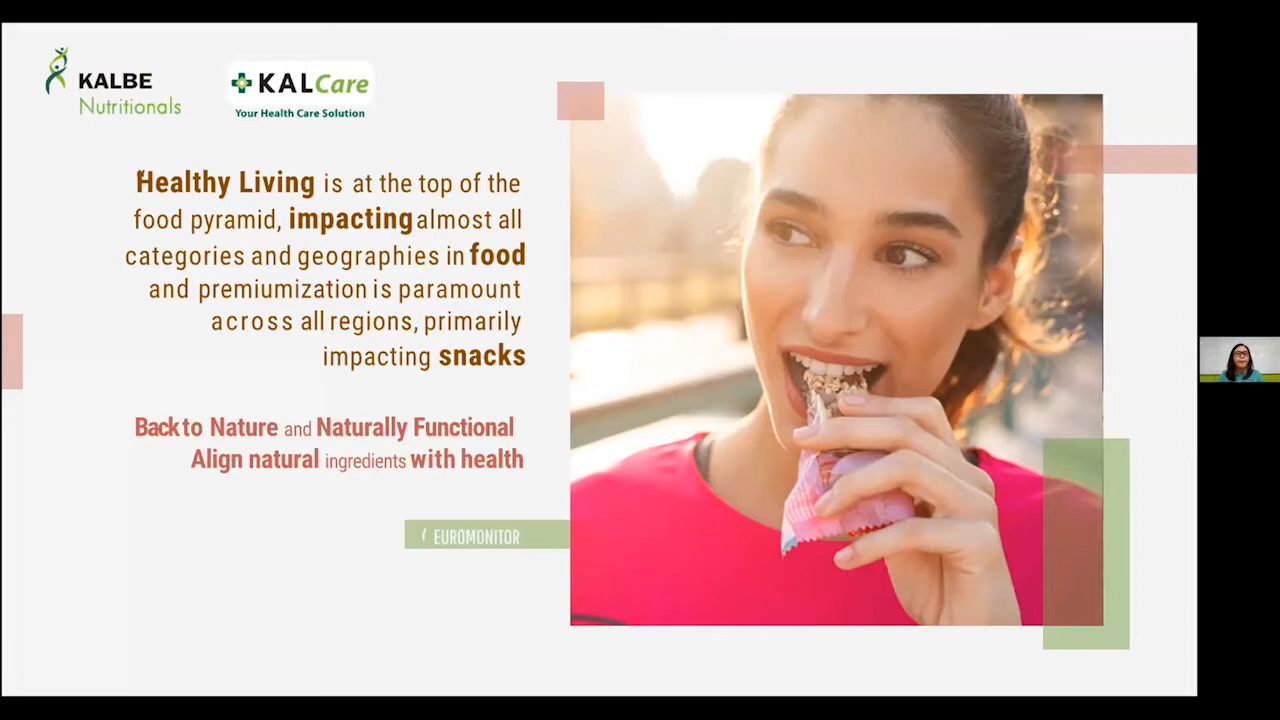 KALBE
Nutritionals
KALCare
Your Health Care Solution
Healthy Living is at the top of the
food pyramid, impacting almost all
categories and geographies in food
and premiumization is paramount
across all regions, primarily
impacting snacks
Back to Nature and Naturally Functional
Align natural ingredients with health
EUROMONITOR